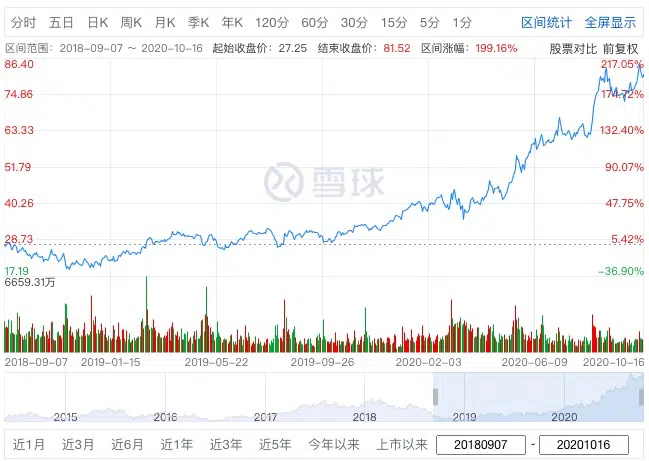 分时 五日 日K 周K 月K 季K 年K 120分 60分 30分 15分 5分 1分 区间统计 全屏显示
区间范围: 2018-09-07 ~ 2020-10-16 起始收盘价: 27.25 结束收盘价: 81.52 区间涨幅: 199.16% 股票对比 前复权
86.40 217.05%
74.86 174.72%
63.33 132.40%
51.79 90.07%
雪球
40.26 47.75%
28.73 5.42%
17.19 -36.90%
6659.31万
2018-09-07 2019-01-15 2019-05-22 2019-09-26 2020-02-03 2020-06-09 2020-10-16
2015 2016 2017 2018 2019 2020
近1月 近3月 近6月 近1年 近3年 近5年 今年以来 上市以来 20180907 - 20201016